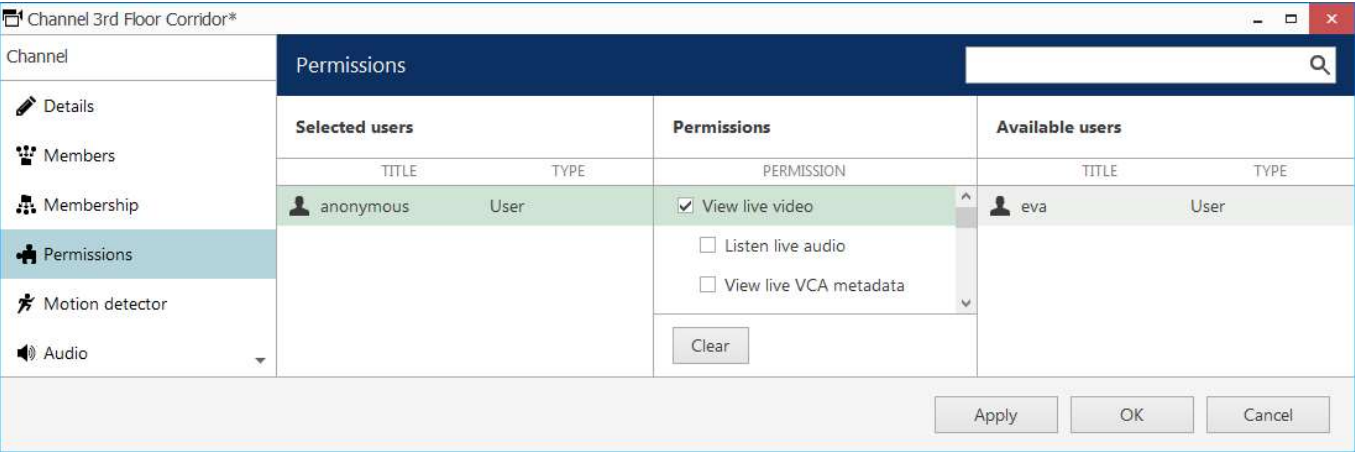 Channel 3rd Floor Corridor*
Channel
Permissions
Details
Members
Membership
Permissions
Motion detector
Audio
Selected users
TITLE TYPE
anonymous User
Permissions
PERMISSION
View live video
Listen live audio
View live VCA metadata
Clear
Available users
TITLE TYPE
eva User
Apply OK Cancel